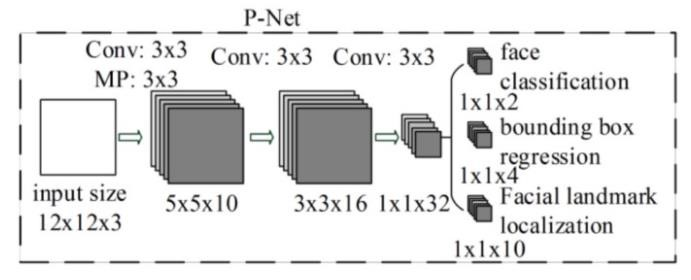 P-Net
Conv: 3x3
MP: 3x3
Conv: 3x3
Conv: 3x3
input size
12x12x3
5x5x10
3x3x16
1x1x32
face
classification
1x1x2
bounding box
regression
1x1x4
Facial landmark
localization
1x1x10